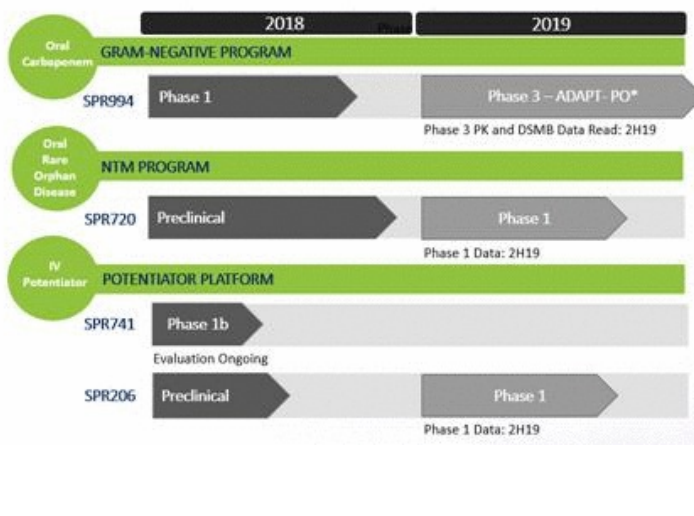 2018
Phase
2019
Oral
Carbapenem
GRAM-NEGATIVE PROGRAM
SPR994
Phase 1
Phase 3 – ADAPT- PO*
Phase 3 PK and DSMB Data Read: 2H19
Oral
Rare
Orphan
Disease
NTM PROGRAM
SPR720
Preclinical
Phase 1
Phase 1 Data: 2H19
IV
Potentiator
POTENTIATOR PLATFORM
SPR741
Phase 1b
Evaluation Ongoing
SPR206
Preclinical
Phase 1
Phase 1 Data: 2H19